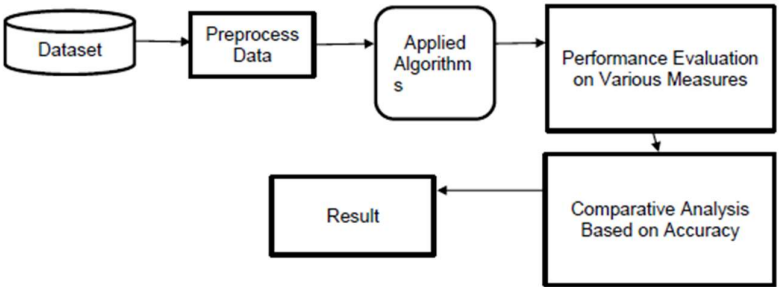 Dataset
Preprocess
Data
Applied
Algorithm
s
Performance Evaluation
on Various Measures
Comparative Analysis
Based on Accuracy
Result